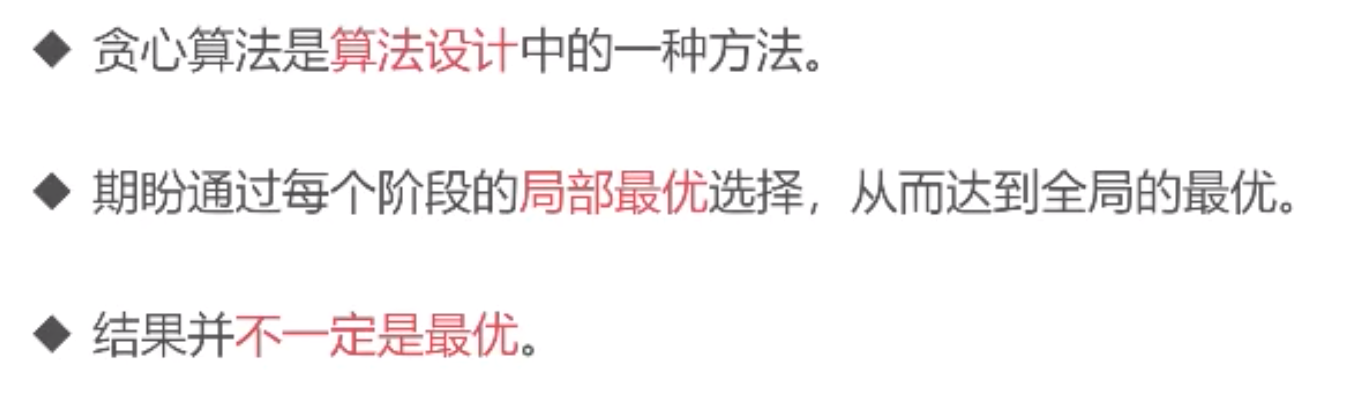 ◆ 贪心算法是算法设计中的一种方法。
◆ 期盼通过每个阶段的局部最优选择，从而达到全局的最优。
◆ 结果并不一定是最优。